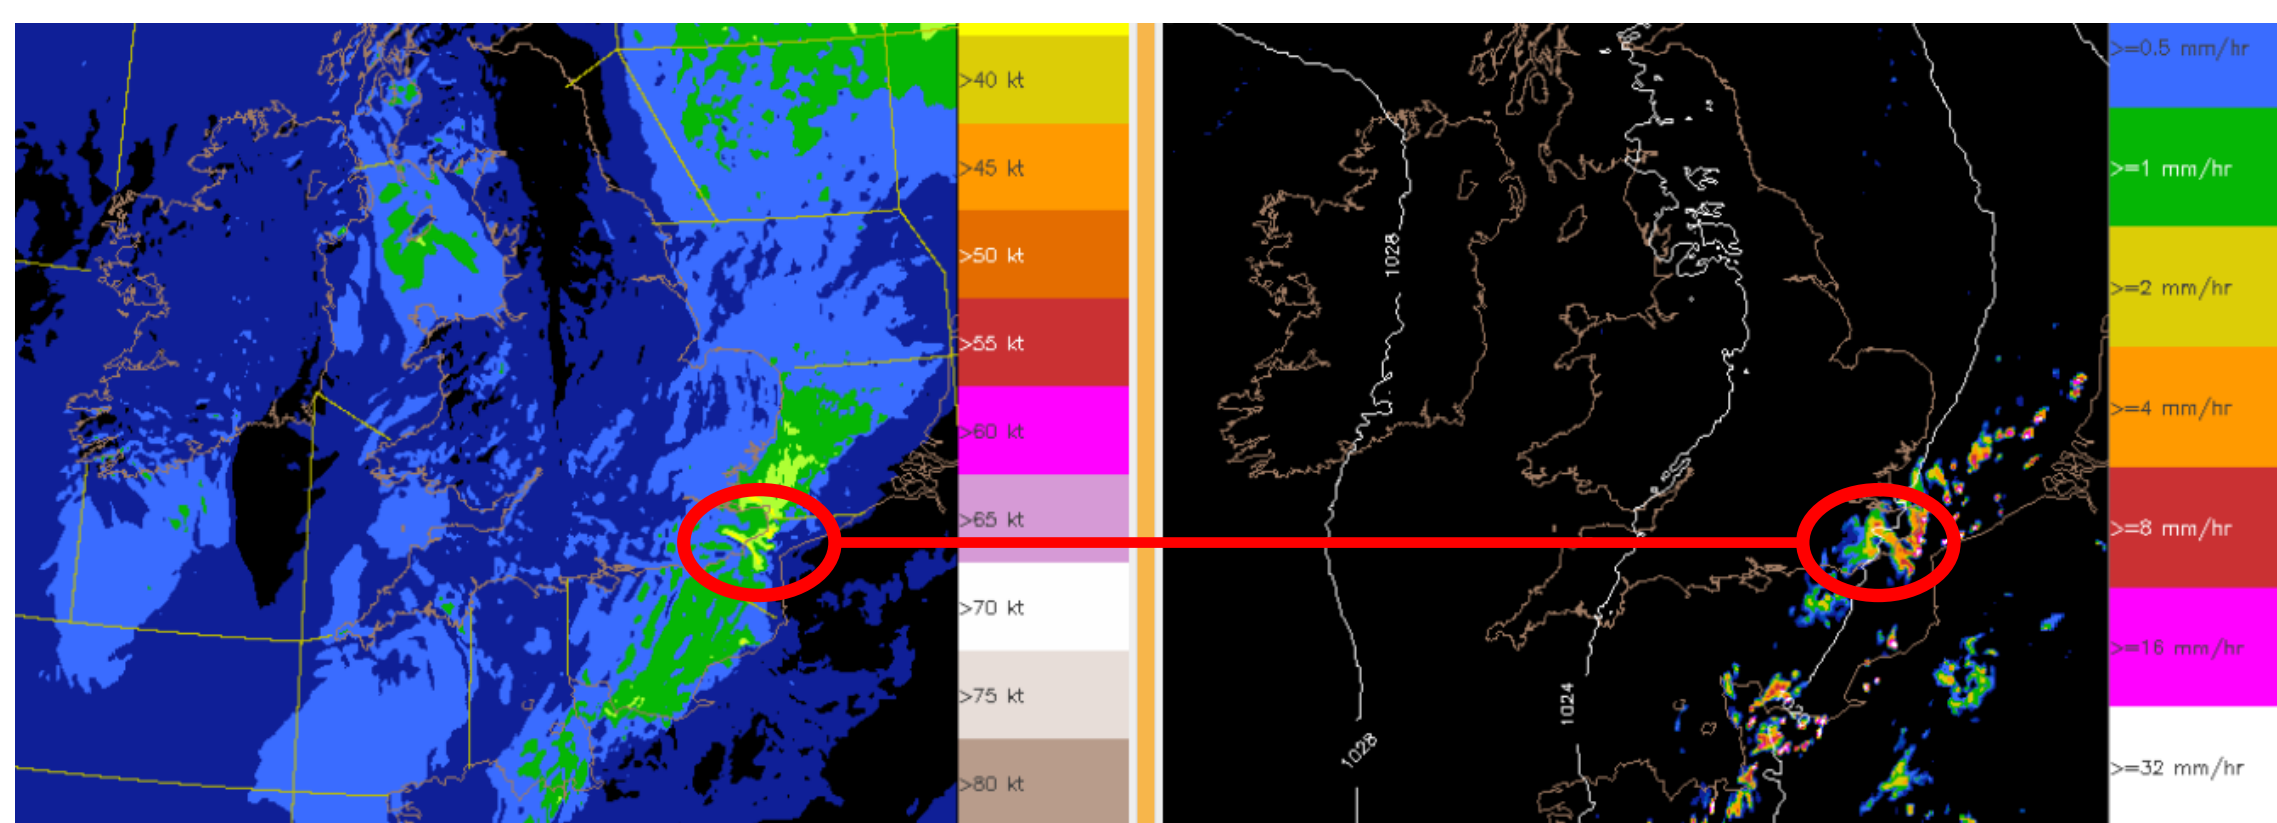 >40 kt
>45 kt
>50 kt
>55 kt
>60 kt
>65 kt
>70 kt
>75 kt
>80 kt
1028
1024
1028
>=0.5 mm/hr
>=1 mm/hr
>=2 mm/hr
>=4 mm/hr
>=8 mm/hr
>=16 mm/hr
>=32 mm/hr